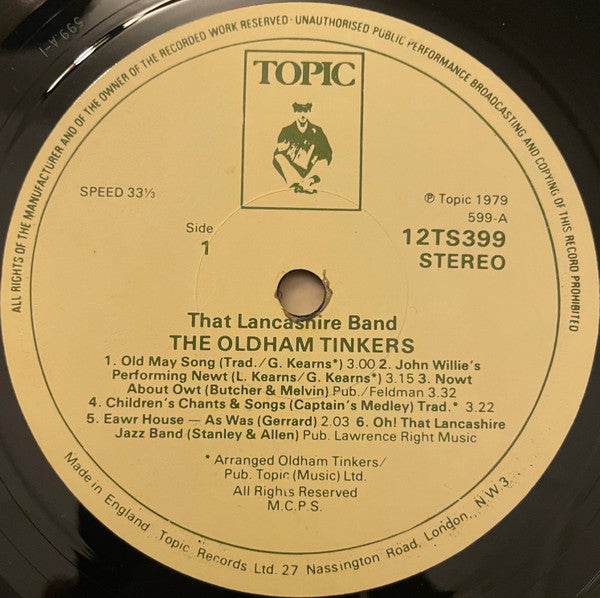 ALL RIGHTS OF THE MANUFACTURER AND OF THE OWNER OF THE RECORDED WORK RESERVED · UNAUTHORISED PUBLIC PERFORMANCE BROADCASTING AND COPYING OF THIS RECORD PROHIBITED
599.A-1
TOPIC
SPEED 33⅓
℗ Topic 1979
599-A
Side
1
12TS399
STEREO
That Lancashire Band
THE OLDHAM TINKERS
1. Old May Song (Trad./G. Kearns*) 3.00 2. John Willie's
Performing Newt (L. Kearns/G. Kearns*) 3.15 3. Nowt
About Owt (Butcher & Melvin) Pub./Feldman 3.32
4. Children's Chants & Songs (Captain's Medley) Trad.* 3.22
5. Eawr House — As Was (Gerrard) 2.03 6. Oh! That Lancashire
Jazz Band (Stanley & Allen) Pub. Lawrence Right Music
* Arranged Oldham Tinkers/
Pub. Topic (Music) Ltd.
All Rights Reserved
M.C.P.S.
Made in England. Topic Records Ltd. 27 Nassington Road, London, N.W.3.